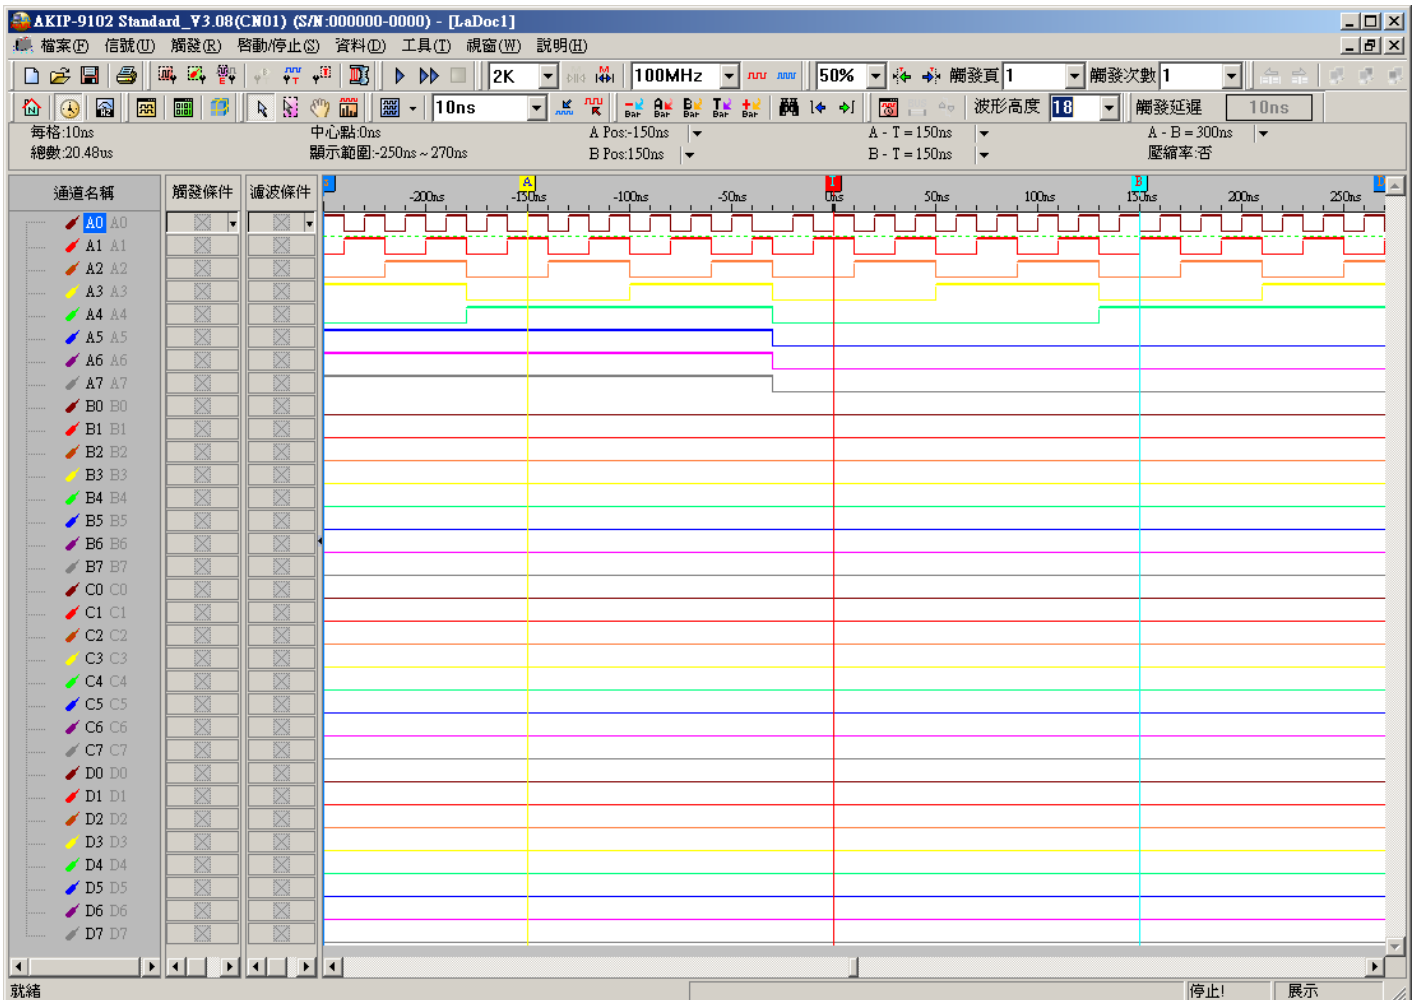 AKIP-9102 Standard_V3.08(CN01) (S/N:000000-0000) - [LaDoc1]
檔案(F) 信號(U) 觸發(R) 啓動/停止(S) 資料(D) 工具(T) 視窗(W) 說明(H)
2K 100MHz 50% 觸發頁 1 觸發次數 1
10ns Bar Bar Bar Bar Bar 波形高度 18 觸發延遲 10ns
每格:10ns 中心點:0ns A Pos:-150ns A - T = 150ns A - B = 300ns
總數:20.48us 顯示範圍:-250ns ~ 270ns B Pos:150ns B - T = 150ns 壓縮率:否
通道名稱 觸發條件 濾波條件
A T B
-200ns -150ns -100ns -50ns 0ns 50ns 100ns 150ns 200ns 250ns
A0 A0
A1 A1
A2 A2
A3 A3
A4 A4
A5 A5
A6 A6
A7 A7
B0 B0
B1 B1
B2 B2
B3 B3
B4 B4
B5 B5
B6 B6
B7 B7
C0 C0
C1 C1
C2 C2
C3 C3
C4 C4
C5 C5
C6 C6
C7 C7
D0 D0
D1 D1
D2 D2
D3 D3
D4 D4
D5 D5
D6 D6
D7 D7
就緒 停止! 展示